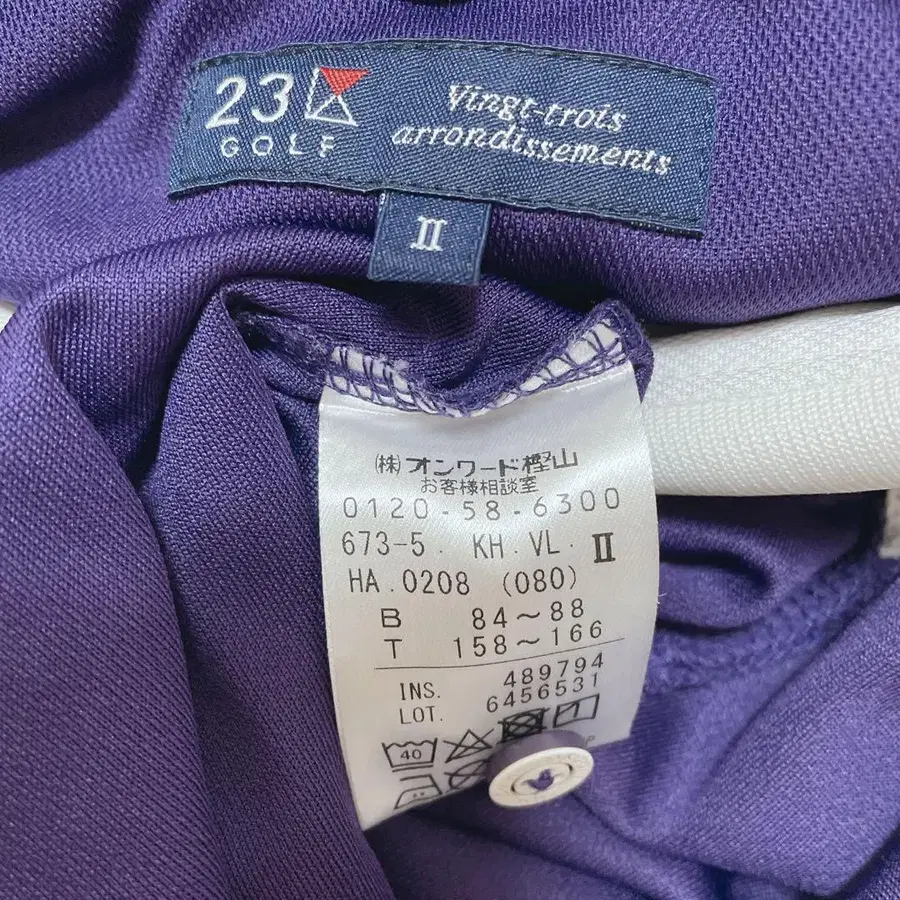 23
GOLF
Vingt-trois
arrondissements
II
㈱オンワード樫山
お客様相談室
0120-58-6300
673-5. KH.VL. II
HA.0208 (080)
B 84～88
T 158～166
INS. 489794
LOT. 6456531
40